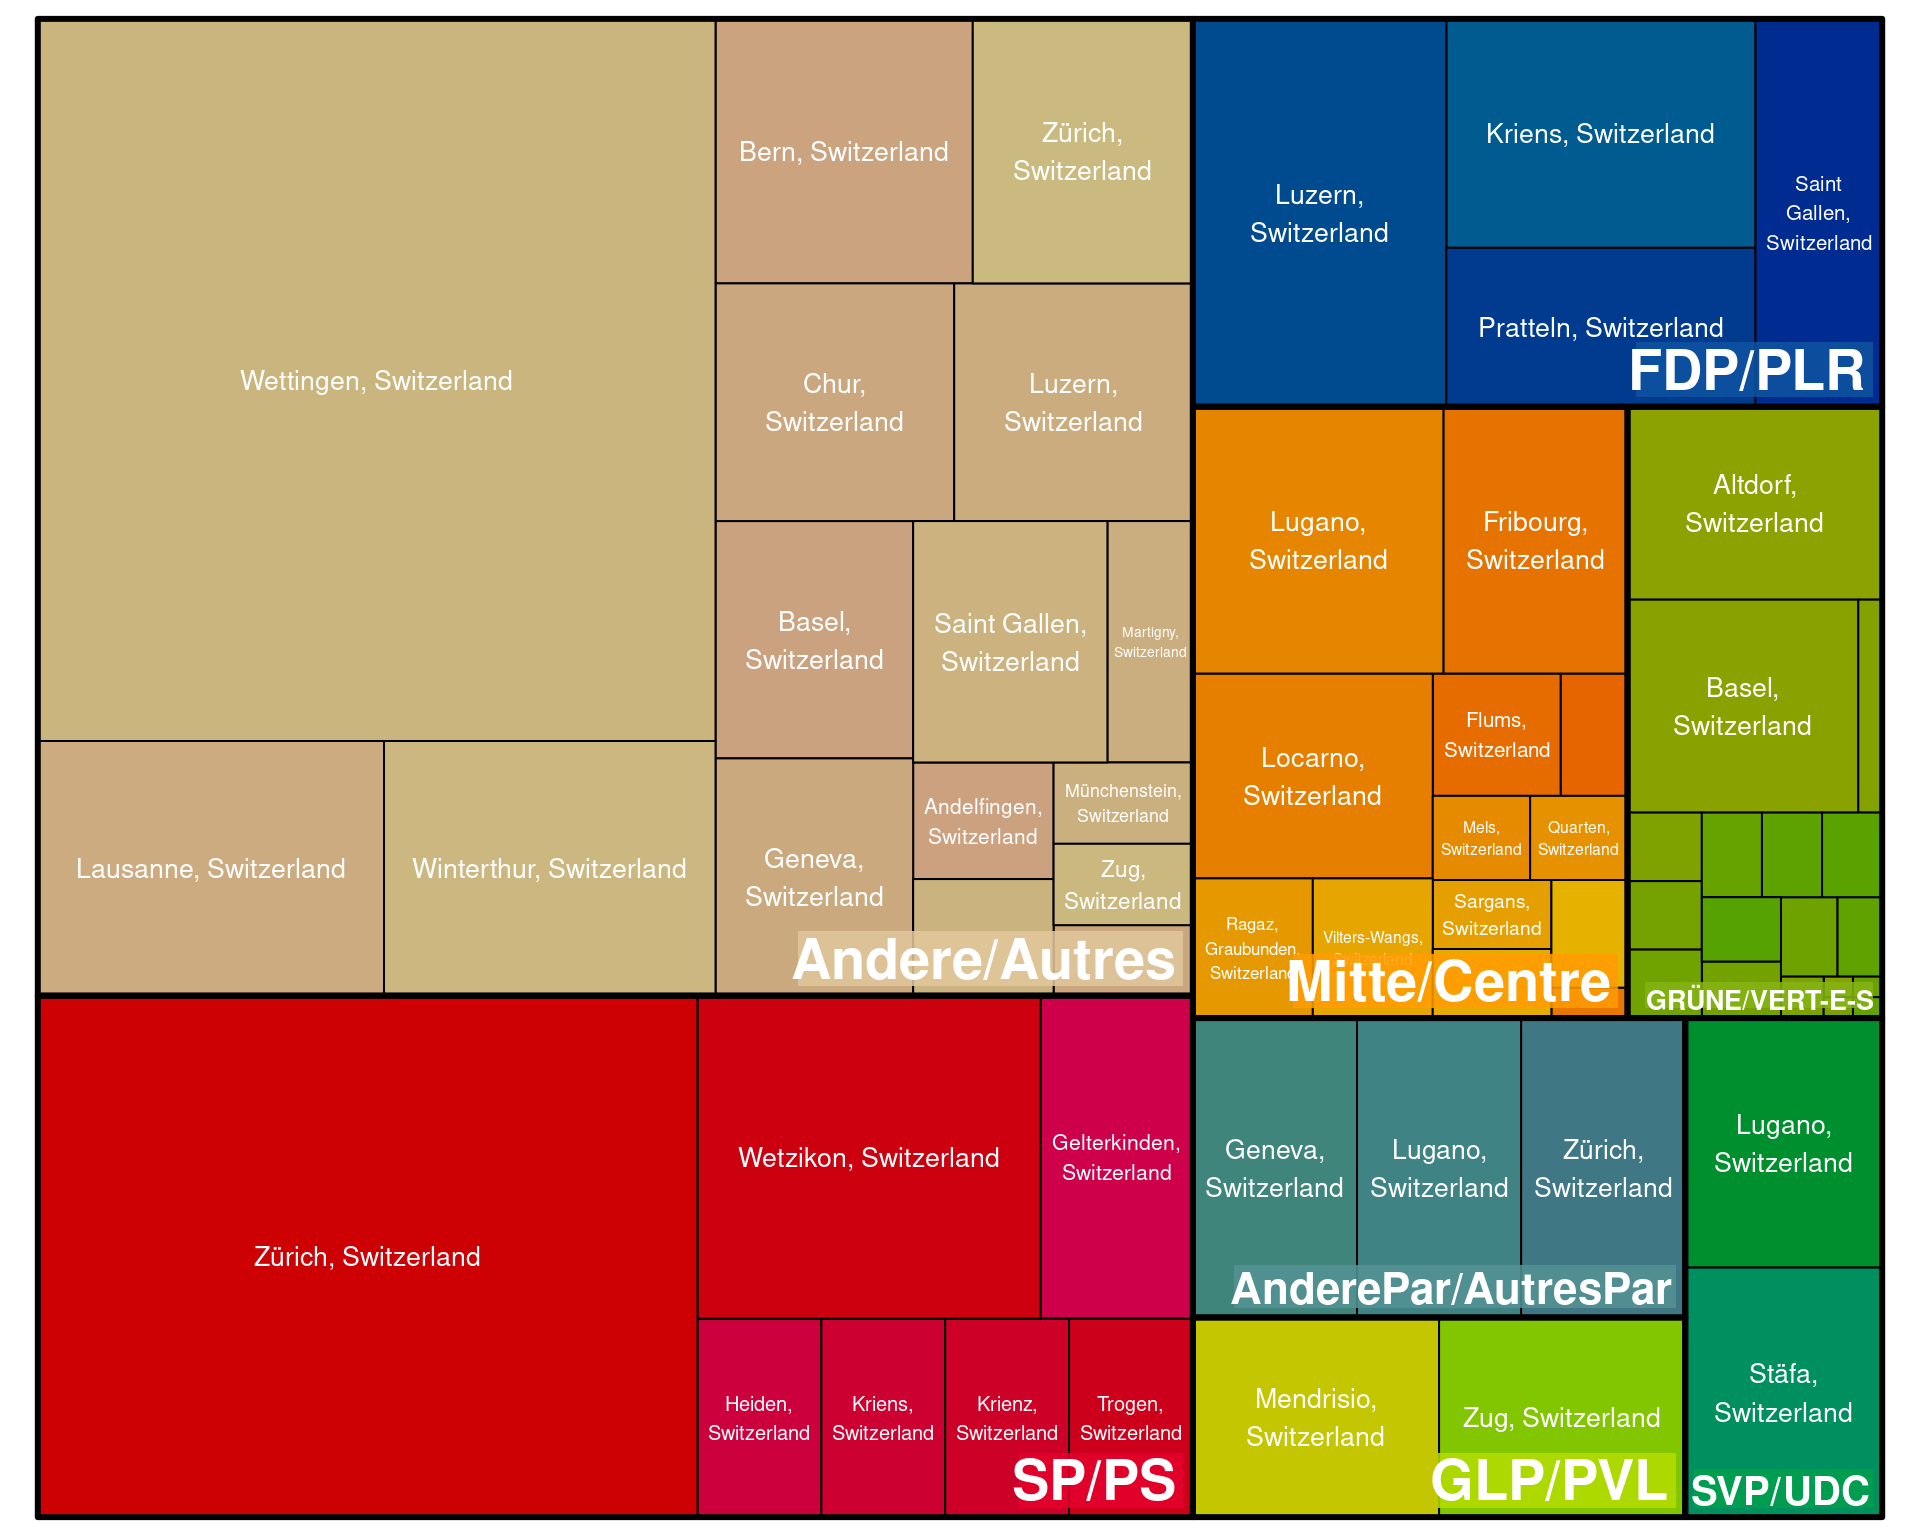 Wettingen, Switzerland
Lausanne, Switzerland
Winterthur, Switzerland
Bern, Switzerland
Zürich,
Switzerland
Chur,
Switzerland
Luzern,
Switzerland
Basel,
Switzerland
Saint Gallen,
Switzerland
Martigny,
Switzerland
Geneva,
Switzerland
Andelfingen,
Switzerland
Münchenstein,
Switzerland
Zug,
Switzerland
Andere/Autres
Zürich, Switzerland
Wetzikon, Switzerland
Gelterkinden,
Switzerland
Heiden,
Switzerland
Kriens,
Switzerland
Krienz,
Switzerland
Trogen,
Switzerland
SP/PS
Luzern,
Switzerland
Kriens, Switzerland
Pratteln, Switzerland
Saint
Gallen,
Switzerland
FDP/PLR
Lugano,
Switzerland
Fribourg,
Switzerland
Locarno,
Switzerland
Flums,
Switzerland
Mels,
Switzerland
Quarten,
Switzerland
Ragaz,
Graubunden,
Switzerland
Vilters-Wangs,
Switzerland
Sargans,
Switzerland
Mitte/Centre
Altdorf,
Switzerland
Basel,
Switzerland
GRÜNE/VERT-E-S
Geneva,
Switzerland
Lugano,
Switzerland
Zürich,
Switzerland
AnderePar/AutresPar
Mendrisio,
Switzerland
Zug, Switzerland
GLP/PVL
Lugano,
Switzerland
Stäfa,
Switzerland
SVP/UDC